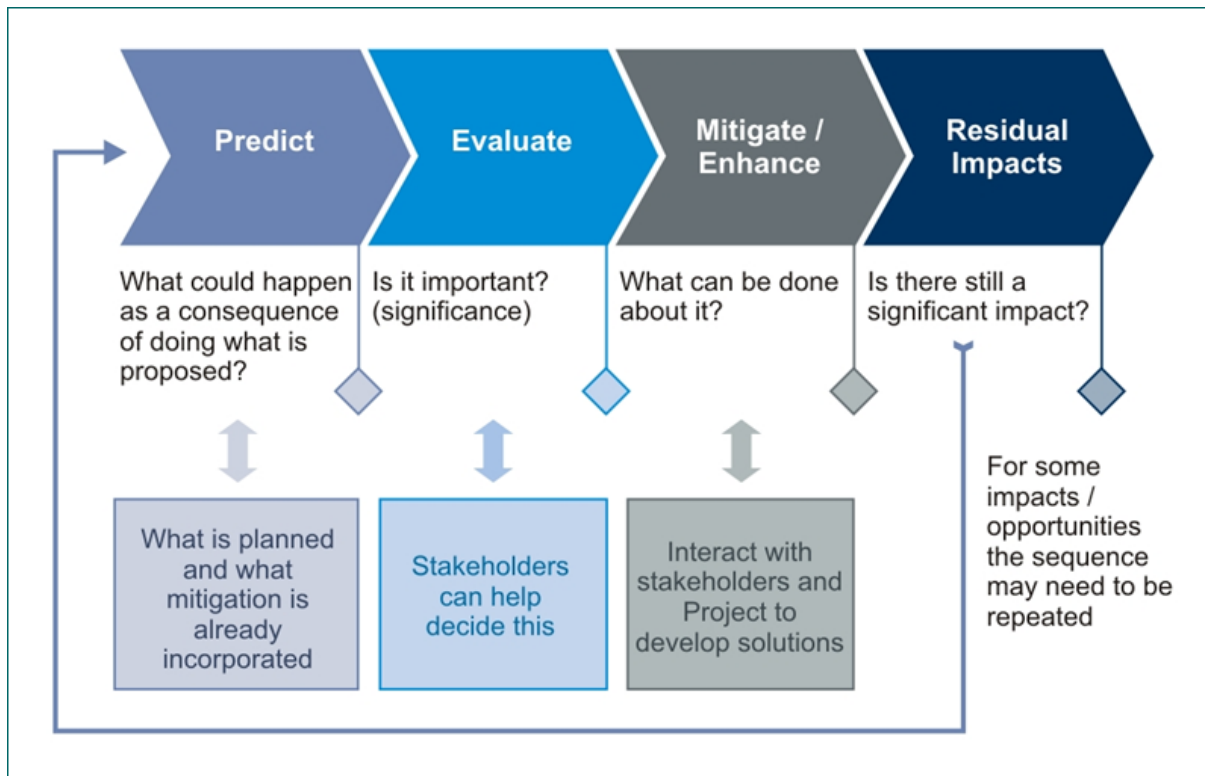 Predict
Evaluate
Mitigate /
Enhance
Residual
Impacts
What could happen
as a consequence
of doing what is
proposed?
Is it important?
(significance)
What can be done
about it?
Is there still a
significant impact?
What is planned
and what
mitigation is
already
incorporated
Stakeholders
can help
decide this
Interact with
stakeholders and
Project to
develop solutions
For some
impacts /
opportunities
the sequence
may need to be
repeated